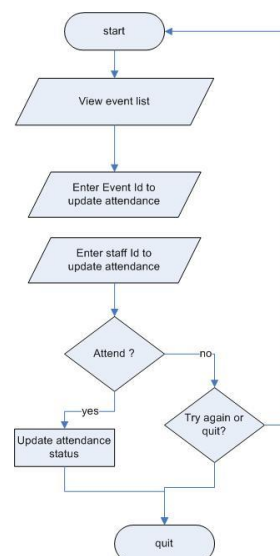 start
View event list
Enter Event Id to
update attendance
Enter staff Id to
update attendance
Attend ?
no
yes
Try again or
quit?
Update attendance
status
quit